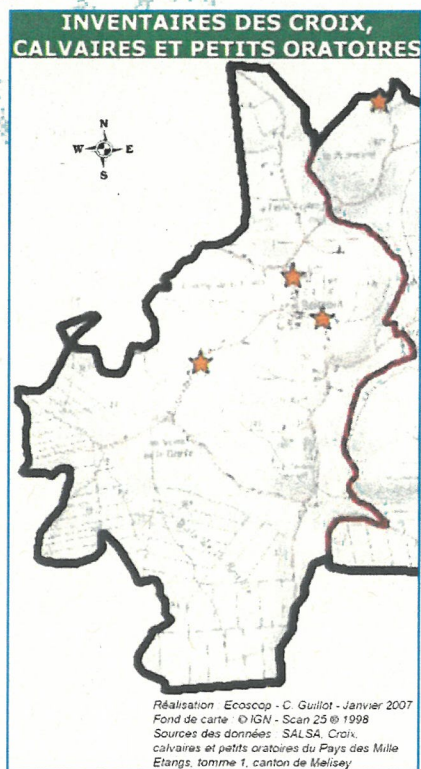 INVENTAIRES DES CROIX,
CALVAIRES ET PETITS ORATOIRES
N
W E
S
Réalisation : Ecoscop - C. Guillot - Janvier 2007
Fond de carte : © IGN - Scan 25 ® 1998
Sources des données : SALSA, Croix,
calvaires et petits oratoires du Pays des Mille
Etangs, tomme 1, canton de Melisey